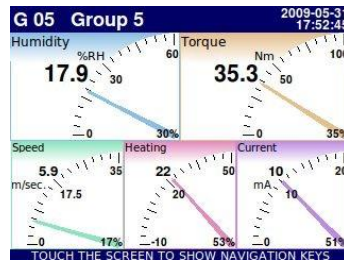 G 05 Group 5
2009-05-31
17:52:45
Humidity
60
%RH
17.9
30
0
30%
Torque
100
Nm
35.3
50
0
35%
Speed
5.9
35
m/sec.
17.5
0
17%
Heating
22
50
20
-10
53%
Current
10
20
mA
10
0
51%
TOUCH THE SCREEN TO SHOW NAVIGATION KEYS